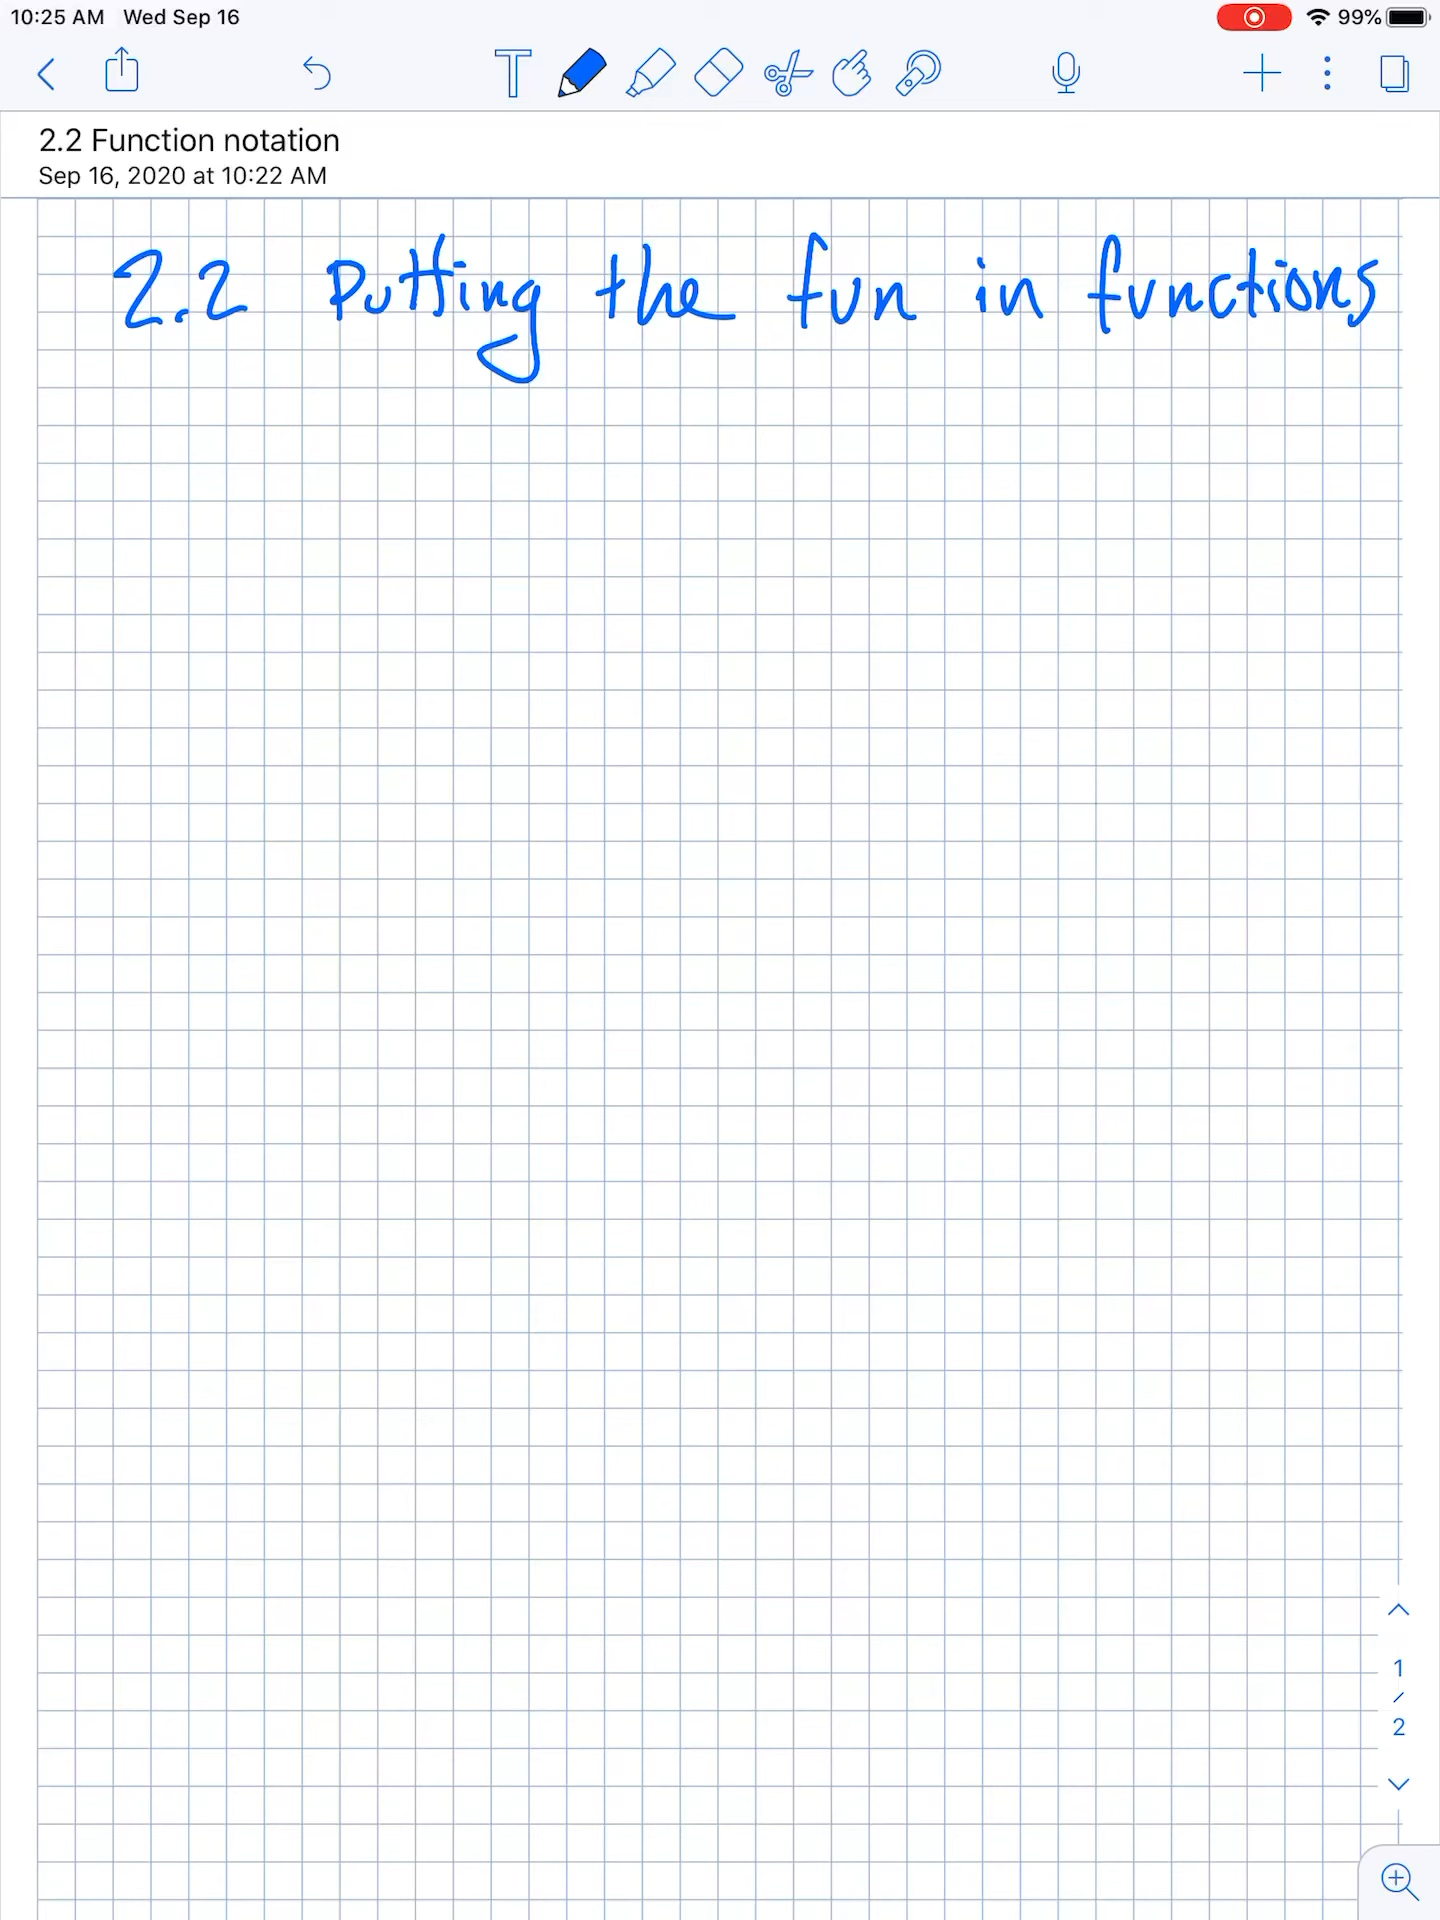 10:25 AM Wed Sep 16 99%
T
2.2 Function notation
Sep 16, 2020 at 10:22 AM
2.2 Putting the fun in functions
1
/
2